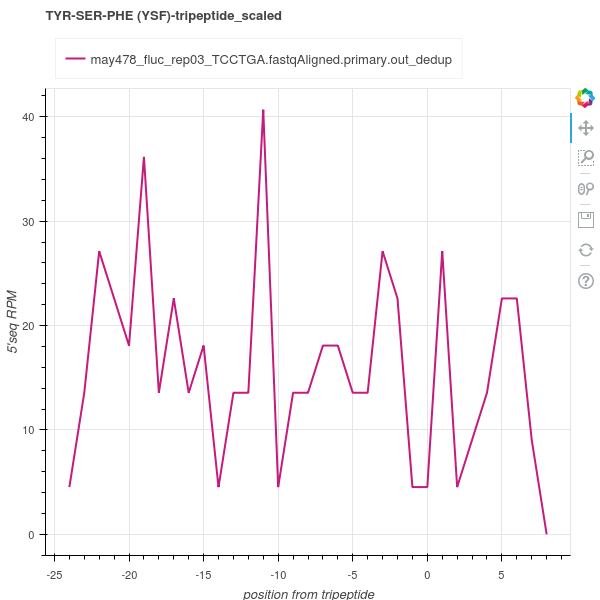 TYR-SER-PHE (YSF)-tripeptide_scaled
may478_fluc_rep03_TCCTGA.fastqAligned.primary.out_dedup
40
30
20
10
0
5'seq RPM
-25 -20 -15 -10 -5 0 5
position from tripeptide